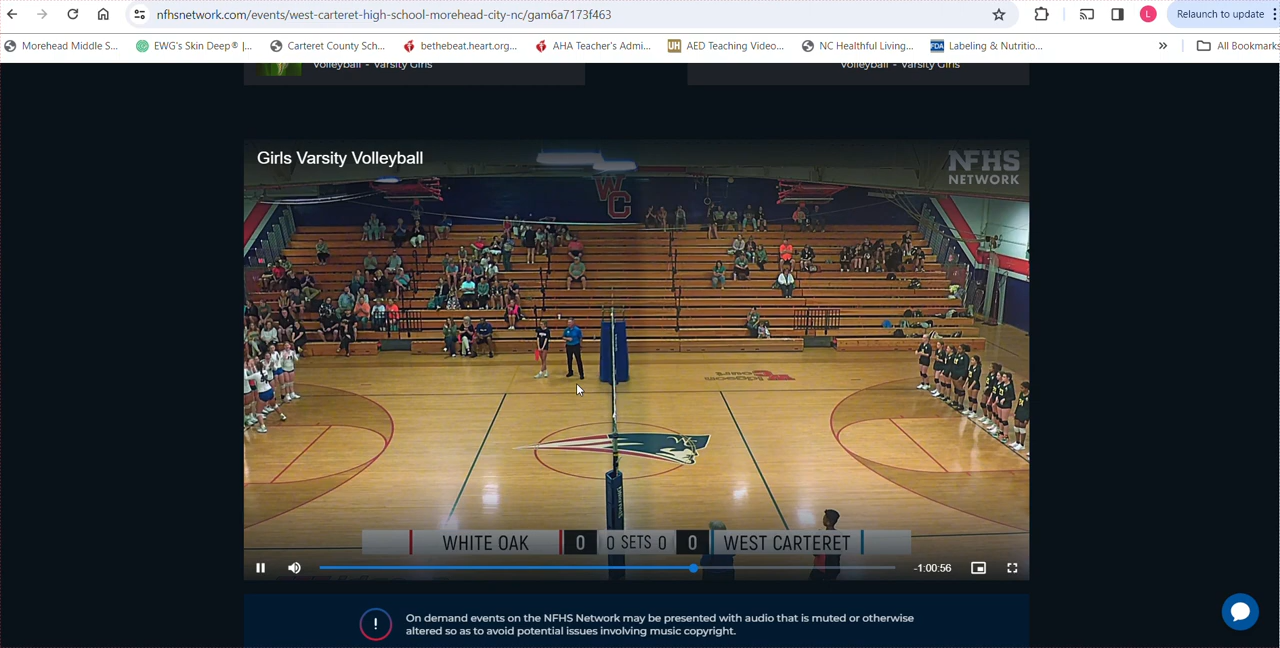 nfhsnetwork.com/events/west-carteret-high-school-morehead-city-nc/gam6a7173f463
L
Relaunch to update
Morehead Middle S...
EWG's Skin Deep® |...
Carteret County Sch...
bethebeat.heart.org...
AHA Teacher's Admi...
UH AED Teaching Video...
NC Healthful Living...
FDA Labeling & Nutritio...
»
All Bookmarks
Volleyball - Varsity Girls
Volleyball - Varsity Girls
Girls Varsity Volleyball
NFHS
NETWORK
WC
WHITE OAK 0 0 SETS 0 0 WEST CARTERET
-1:00:56
! On demand events on the NFHS Network may be presented with audio that is muted or otherwise
altered so as to avoid potential issues involving music copyright.